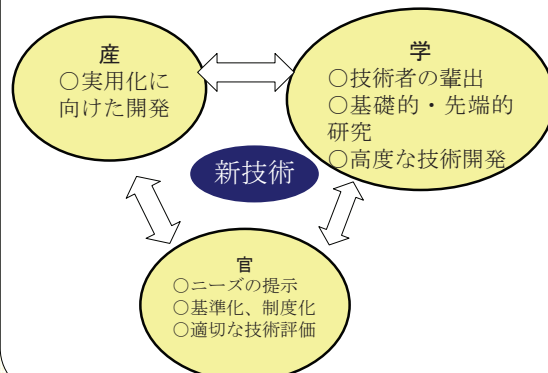 産
○実用化に
向けた開発
学
○技術者の輩出
○基礎的・先端的
研究
○高度な技術開発
新技術
官
○ニーズの提示
○基準化、制度化
○適切な技術評価